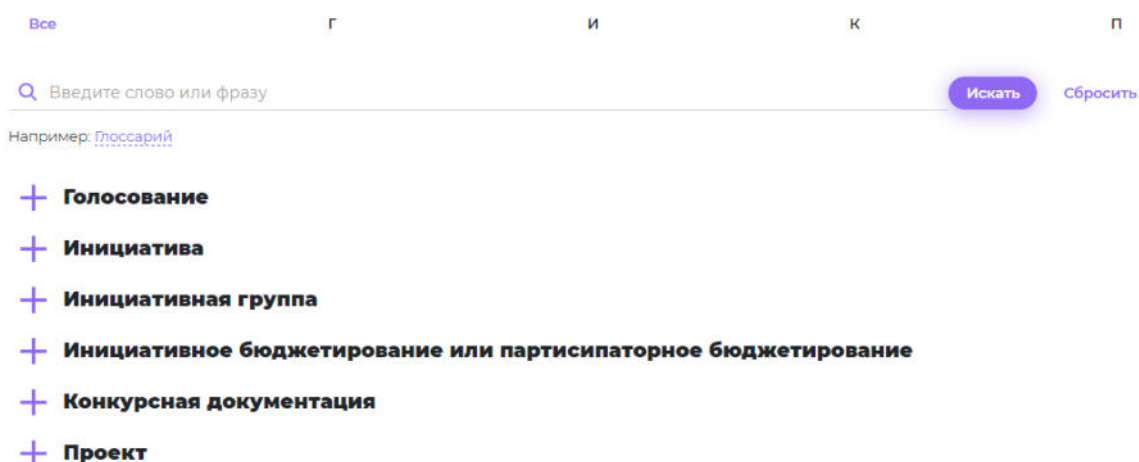 Все Г И К П
Введите слово или фразу Искать Сбросить
Например: Глоссарий
Голосование
Инициатива
Инициативная группа
Инициативное бюджетирование или партисипаторное бюджетирование
Конкурсная документация
Проект